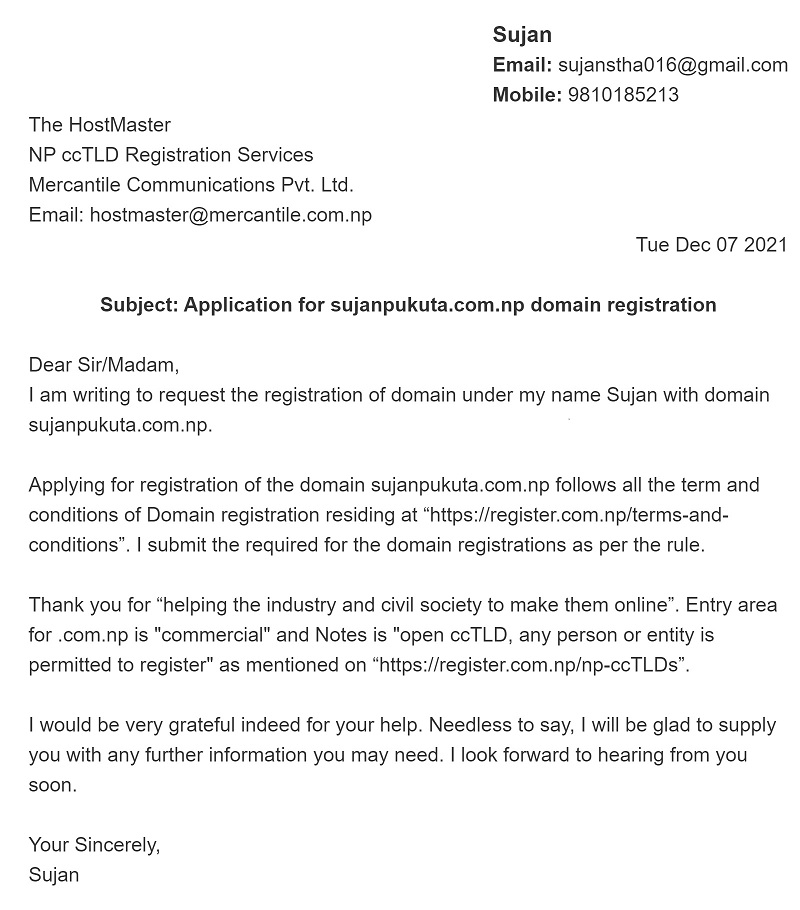 Sujan
Email: sujanstha016@gmail.com
Mobile: 9810185213
The HostMaster
NP ccTLD Registration Services
Mercantile Communications Pvt. Ltd.
Email: hostmaster@mercantile.com.np
Tue Dec 07 2021
Subject: Application for sujanpukuta.com.np domain registration
Dear Sir/Madam,
I am writing to request the registration of domain under my name Sujan with domain
sujanpukuta.com.np.
Applying for registration of the domain sujanpukuta.com.np follows all the term and
conditions of Domain registration residing at “https://register.com.np/terms-and-
conditions”. I submit the required for the domain registrations as per the rule.
Thank you for “helping the industry and civil society to make them online”. Entry area
for .com.np is "commercial" and Notes is "open ccTLD, any person or entity is
permitted to register" as mentioned on “https://register.com.np/np-ccTLDs”.
I would be very grateful indeed for your help. Needless to say, I will be glad to supply
you with any further information you may need. I look forward to hearing from you
soon.
Your Sincerely,
Sujan